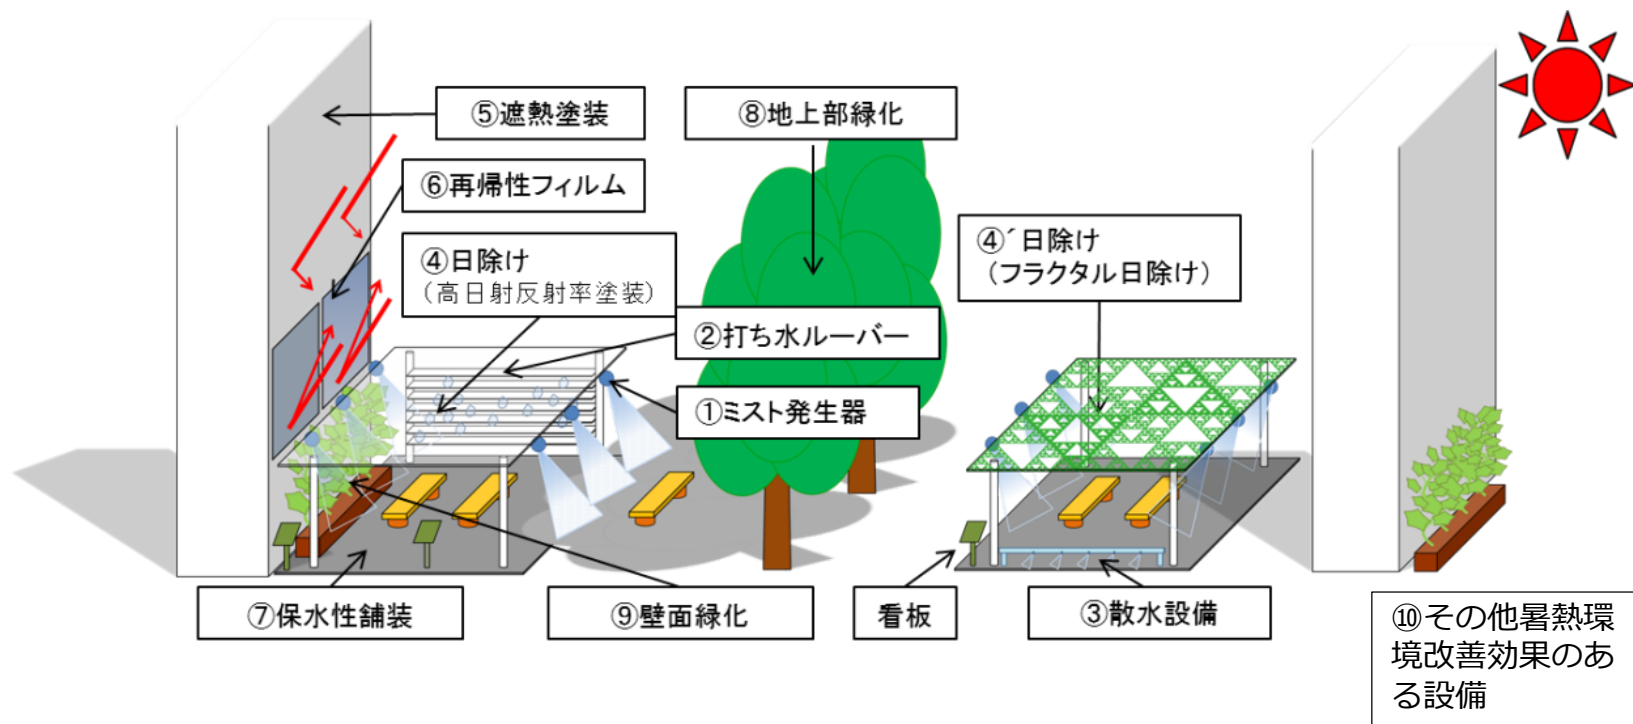 ⑤遮熱塗装
⑧地上部緑化
⑥再帰性フィルム
④日除け
（高日射反射率塗装）
④´日除け
（フラクタル日除け）
②打ち水ルーバー
①ミスト発生器
⑦保水性舗装
⑨壁面緑化
看板
③散水設備
⑩その他暑熱環
境改善効果のあ
る設備